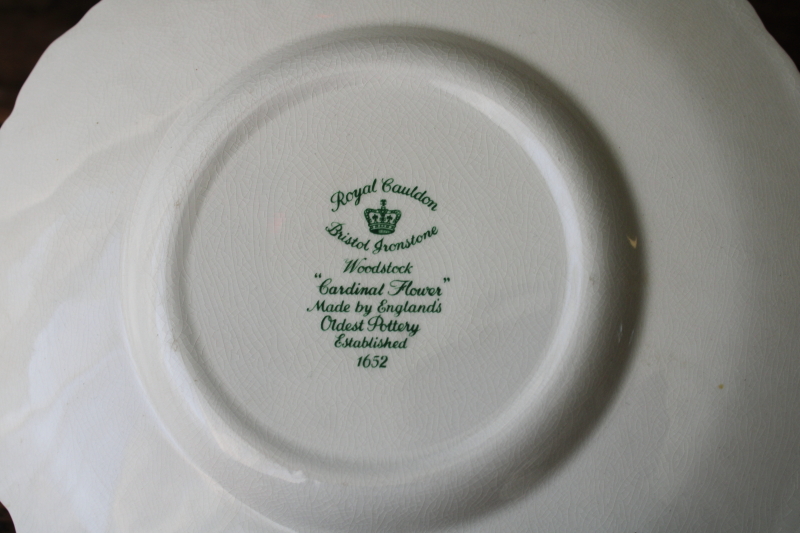 Royal Cauldon
Bristol Ironstone
Woodstock
"Cardinal Flower"
Made by England's
Oldest Pottery
Established
1652